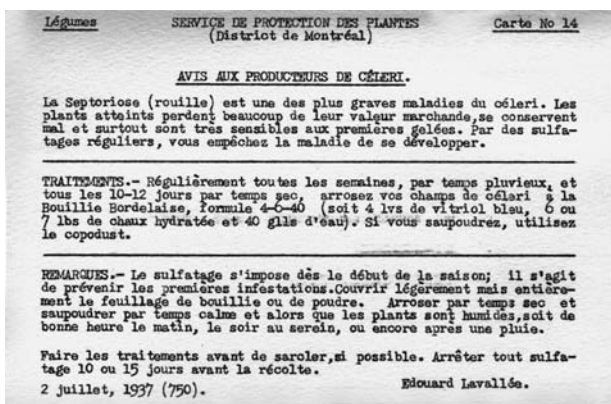 Légumes SERVICE DE PROTECTION DES PLANTES Carte No 14
(District de Montréal)
AVIS AUX PRODUCTEURS DE CÉLERI.
La Septoriose (rouille) est une des plus graves maladies du céleri. Les
plants atteints perdent beaucoup de leur valeur marchande,se conservent
mal et surtout sont très sensibles aux premières gelées. Par des sulfa-
tages réguliers, vous empêchez la maladie de se développer.
TRAITEMENTS.- Régulièrement toutes les semaines, par temps pluvieux, et
tous les 10-12 jours par temps sec, arrosez vos champs de céleri à la
Bouillie Bordelaise, formule 4-6-40 (soit 4 lvs de vitriol bleu, 6 ou
7 lbs de chaux hydratée et 40 glls d'eau). Si vous saupoudrez, utilisez
le copodust.
REMARQUES.- Le sulfatage s'impose dès le début de la saison; il s'agit
de prévenir les premières infestations.Couvrir légèrement mais entière-
ment le feuillage de bouillie ou de poudre. Arroser par temps sec et
saupoudrer par temps calme et alors que les plants sont humides,soit de
bonne heure le matin, le soir au serein, ou encore après une pluie.
Faire les traitements avant de sarcler,si possible. Arrêter tout sulfa-
tage 10 ou 15 jours avant la récolte.
2 juillet, 1937 (750). Edouard Lavallée.